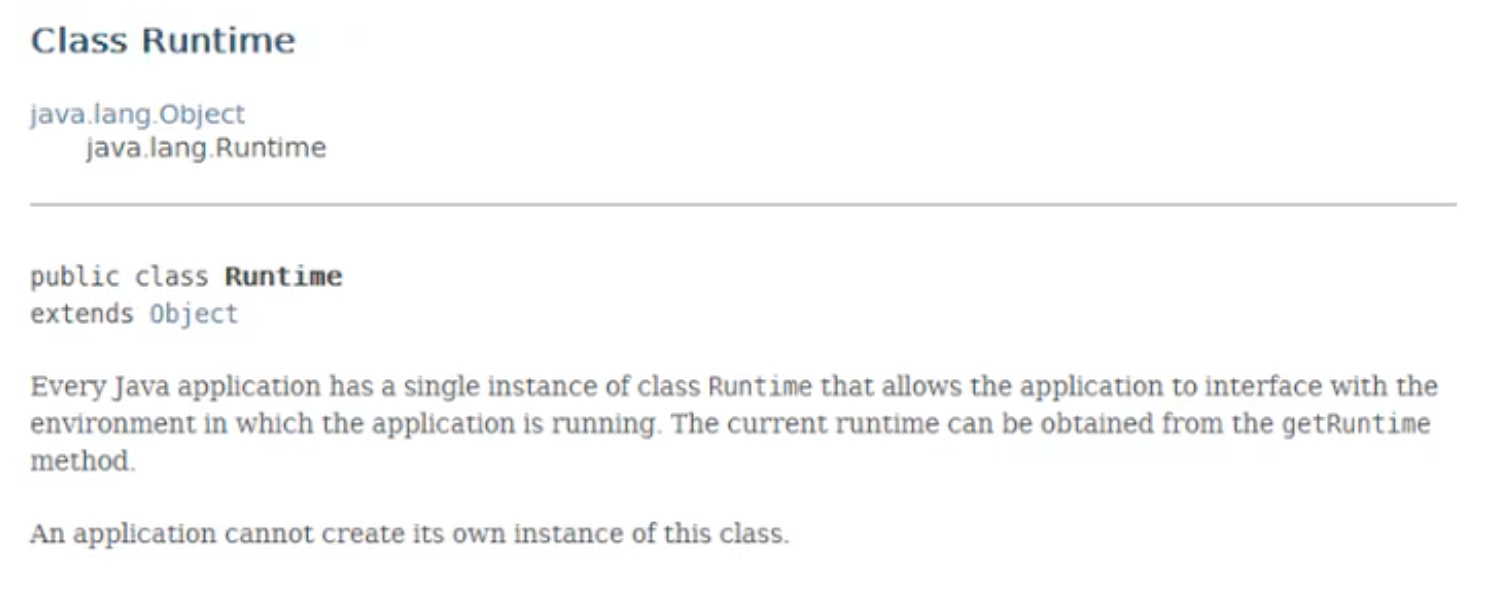 Class Runtime
java.lang.Object
java.lang.Runtime
public class Runtime
extends Object
Every Java application has a single instance of class Runtime that allows the application to interface with the
environment in which the application is running. The current runtime can be obtained from the getRuntime
method.
An application cannot create its own instance of this class.